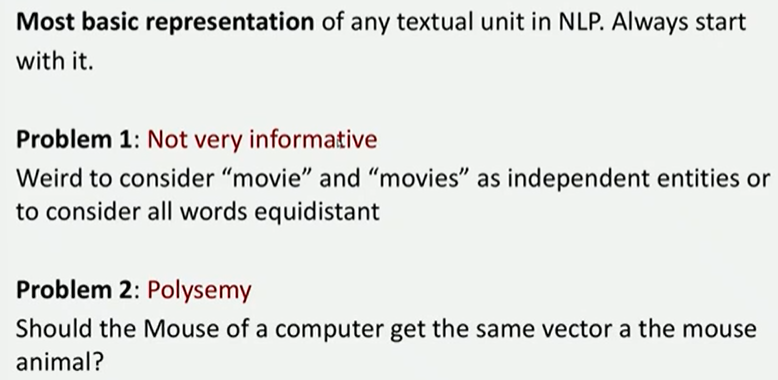 Most basic representation of any textual unit in NLP. Always start
with it.
Problem 1: Not very informative
Weird to consider “movie” and “movies” as independent entities or
to consider all words equidistant
Problem 2: Polysemy
Should the Mouse of a computer get the same vector a the mouse
animal?